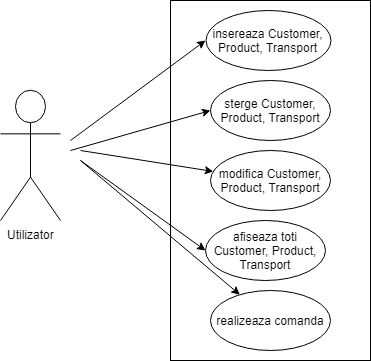 insereaza Customer,
Product, Transport
sterge Customer,
Product, Transport
modifica Customer,
Product, Transport
afiseaza toti
Customer, Product,
Transport
realizeaza comanda
Utilizator